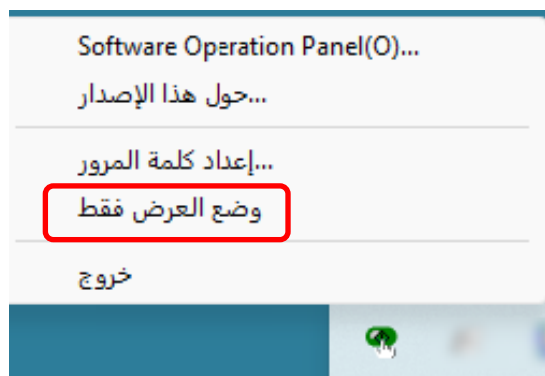 Software Operation Panel(O)...
حول هذا الإصدار...
إعداد كلمة المرور...
وضع العرض فقط
خروج